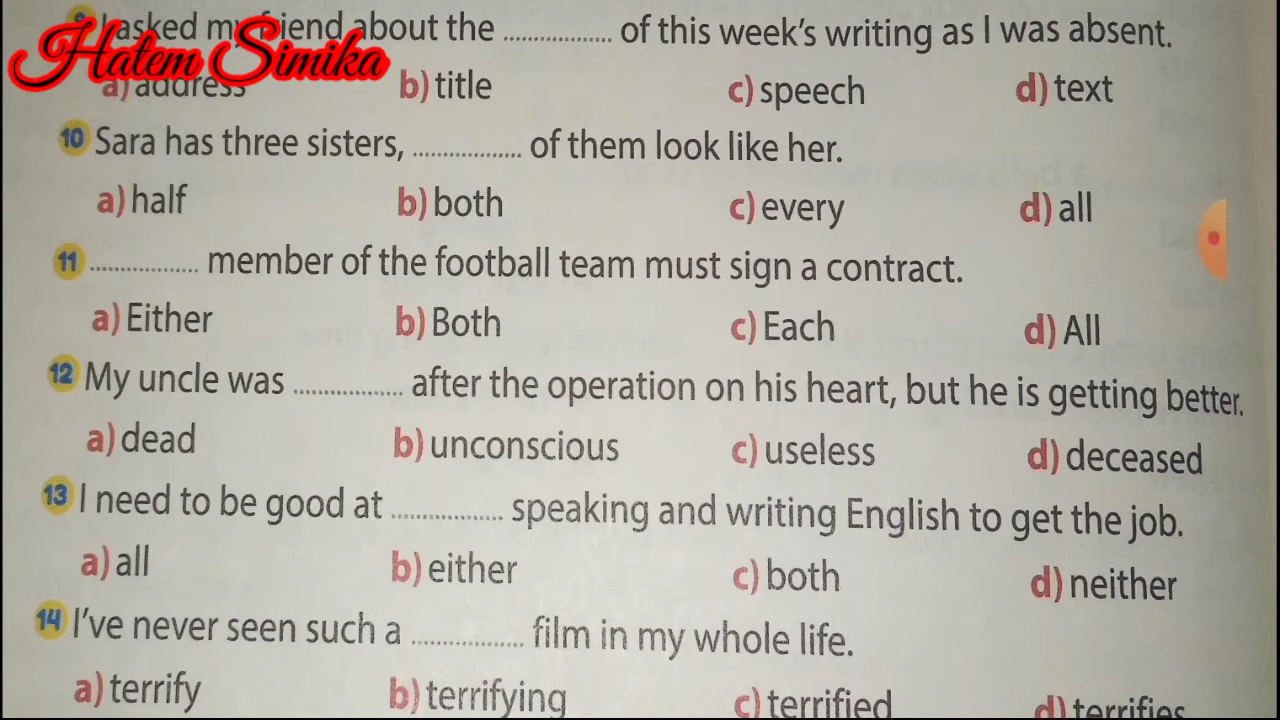 Hatem Simika
I asked my friend about the .................. of this week's writing as I was absent.
a) address b) title c) speech d) text
10 Sara has three sisters, .................. of them look like her.
a) half b) both c) every d) all
11 .................. member of the football team must sign a contract.
a) Either b) Both c) Each d) All
12 My uncle was .................. after the operation on his heart, but he is getting better.
a) dead b) unconscious c) useless d) deceased
13 I need to be good at .................. speaking and writing English to get the job.
a) all b) either c) both d) neither
14 I've never seen such a .................. film in my whole life.
a) terrify b) terrifying c) terrified d) terrifies